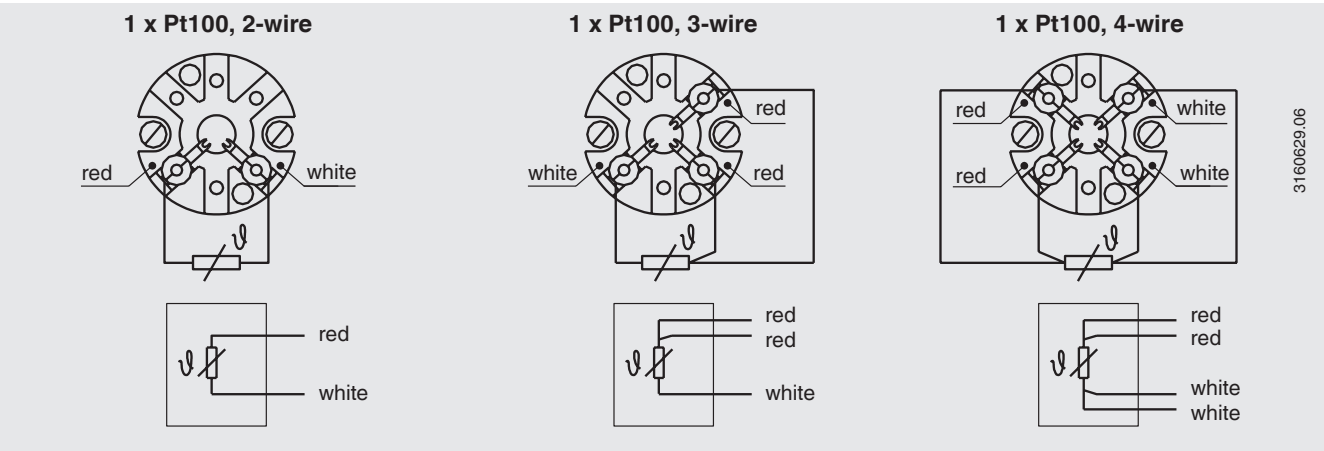 1 x Pt100, 2-wire
red
white
ϑ
red
white
ϑ
1 x Pt100, 3-wire
red
white
red
ϑ
red
red
white
ϑ
1 x Pt100, 4-wire
red
white
red
white
ϑ
red
red
white
white
ϑ
3160629.06